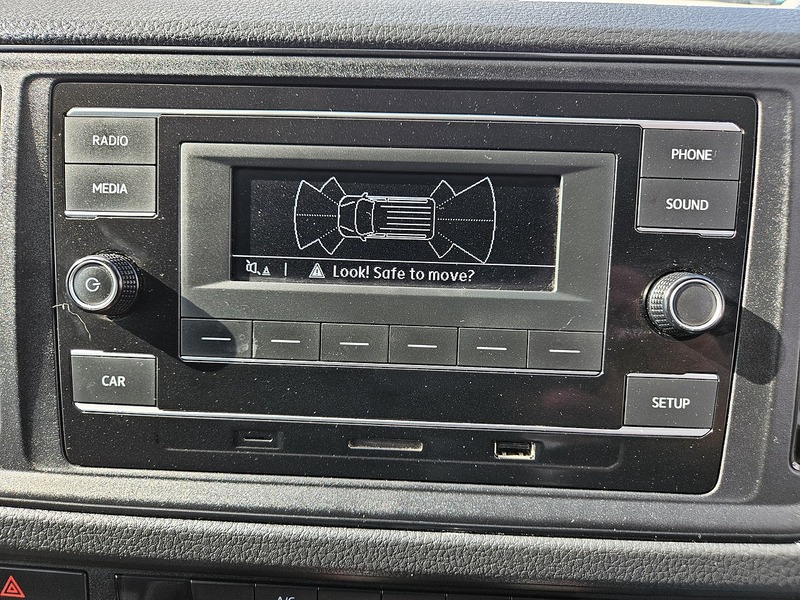 RADIO
PHONE
MEDIA
SOUND
Look! Safe to move?
CAR
SETUP
A/C